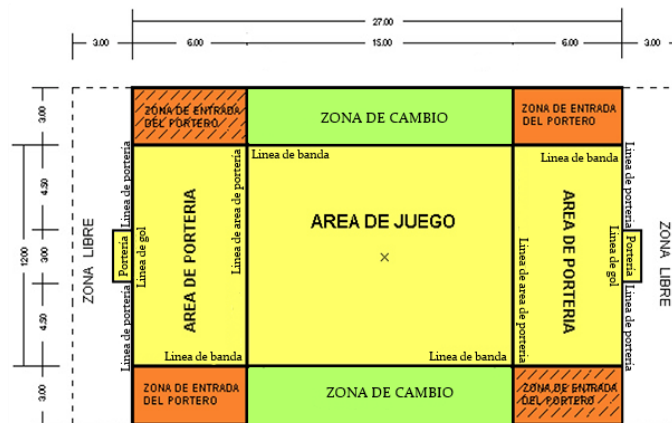 27.00
3.00 6.00 15.00 6.00 3.00
3.00
ZONA DE ENTRADA
DEL PORTERO
ZONA DE CAMBIO
ZONA DE ENTRADA
DEL PORTERO
Linea de porteria
Linea de area de porteria
Linea de banda
Linea de banda
Linea de porteria
4.50
1200
300
4.50
3.00
ZONA LIBRE
Porteria
Linea de gol
AREA DE PORTERIA
AREA DE JUEGO
AREA DE PORTERIA
Linea de gol
Porteria
ZONA LIBRE
Linea de porteria
Linea de banda
Linea de banda
Linea de area de porteria
Linea de porteria
ZONA DE ENTRADA
DEL PORTERO
ZONA DE CAMBIO
ZONA DE ENTRADA
DEL PORTERO